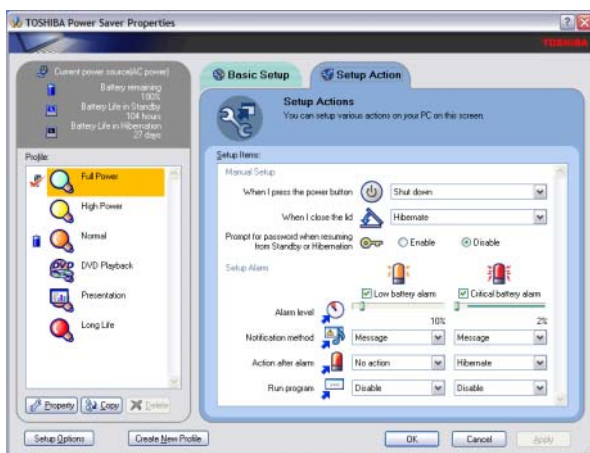 TOSHIBA Power Saver Properties
TOSHIBA
Current power source(AC power)
Battery remaining
100%
Battery Life in Standby
104 hours
Battery Life in Hibernation
27 days
Profile:
Full Power
High Power
Normal
DVD Playback
Presentation
Long Life
Property
Copy
Delete
Setup Options
Create New Profile
Basic Setup
Setup Action
Setup Actions
You can setup various actions on your PC on this screen.
Setup Items:
Manual Setup
When I press the power button
Shut down
When I close the lid
Hibernate
Prompt for password when resuming
from Standby or Hibernation
Enable
Disable
Setup Alarm
Low battery alarm
Critical battery alarm
Alarm level
10%
2%
Notification method
Message
Message
Action after alarm
No action
Hibernate
Run program
Disable
Disable
OK
Cancel
Apply